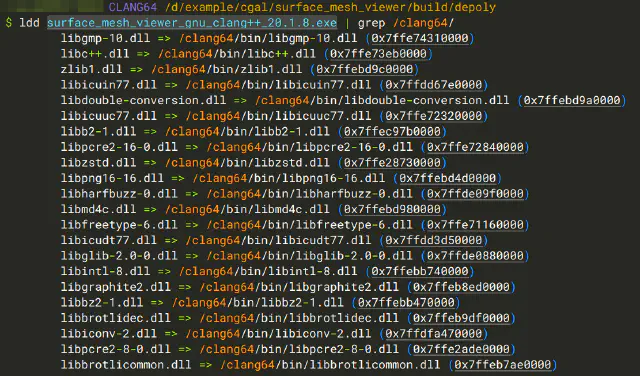 CLANG64 /d/example/cgal/surface_mesh_viewer/build/depoly
$ ldd surface_mesh_viewer_gnu_clang++_20.1.8.exe | grep /clang64/
libgmp-10.dll => /clang64/bin/libgmp-10.dll (0x7ffe74310000)
libc++.dll => /clang64/bin/libc++.dll (0x7ffe73eb0000)
zlib1.dll => /clang64/bin/zlib1.dll (0x7ffebd9c0000)
libicuin77.dll => /clang64/bin/libicuin77.dll (0x7ffdd67e0000)
libdouble-conversion.dll => /clang64/bin/libdouble-conversion.dll (0x7ffebd9a0000)
libicuuc77.dll => /clang64/bin/libicuuc77.dll (0x7ffe72320000)
libb2-1.dll => /clang64/bin/libb2-1.dll (0x7ffec97b0000)
libpcre2-16-0.dll => /clang64/bin/libpcre2-16-0.dll (0x7ffe72840000)
libzstd.dll => /clang64/bin/libzstd.dll (0x7ffe28730000)
libpng16-16.dll => /clang64/bin/libpng16-16.dll (0x7ffebd4d0000)
libharfbuzz-0.dll => /clang64/bin/libharfbuzz-0.dll (0x7ffde09f0000)
libmd4c.dll => /clang64/bin/libmd4c.dll (0x7ffebd980000)
libfreetype-6.dll => /clang64/bin/libfreetype-6.dll (0x7ffe71160000)
libicudt77.dll => /clang64/bin/libicudt77.dll (0x7ffdd3d50000)
libglib-2.0-0.dll => /clang64/bin/libglib-2.0-0.dll (0x7ffde0880000)
libintl-8.dll => /clang64/bin/libintl-8.dll (0x7ffebb740000)
libgraphite2.dll => /clang64/bin/libgraphite2.dll (0x7ffeb8ed0000)
libbz2-1.dll => /clang64/bin/libbz2-1.dll (0x7ffebb470000)
libbrotlidec.dll => /clang64/bin/libbrotlidec.dll (0x7ffeb9df0000)
libiconv-2.dll => /clang64/bin/libiconv-2.dll (0x7ffdfa470000)
libpcre2-8-0.dll => /clang64/bin/libpcre2-8-0.dll (0x7ffe2ade0000)
libbrotlicommon.dll => /clang64/bin/libbrotlicommon.dll (0x7ffeb7ae0000)